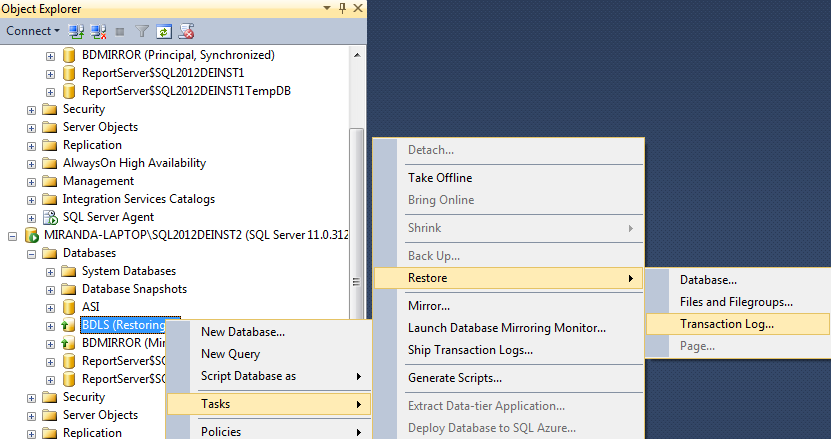 Object Explorer
Connect
BDMIRROR (Principal, Synchronized)
ReportServer$SQL2012DEINST1
ReportServer$SQL2012DEINST1TempDB
Security
Server Objects
Replication
AlwaysOn High Availability
Management
Integration Services Catalogs
SQL Server Agent
MIRANDA-LAPTOP\SQL2012DEINST2 (SQL Server 11.0.312
Databases
System Databases
Database Snapshots
ASI
BDLS (Restoring
BDMIRROR (Mir
ReportServer$SQ
ReportServer$SQ
Security
Server Objects
Replication
New Database...
New Query
Script Database as
Tasks
Policies
Detach...
Take Offline
Bring Online
Shrink
Back Up...
Restore
Mirror...
Launch Database Mirroring Monitor...
Ship Transaction Logs...
Generate Scripts...
Extract Data-tier Application...
Deploy Database to SQL Azure...
Database...
Files and Filegroups...
Transaction Log...
Page...